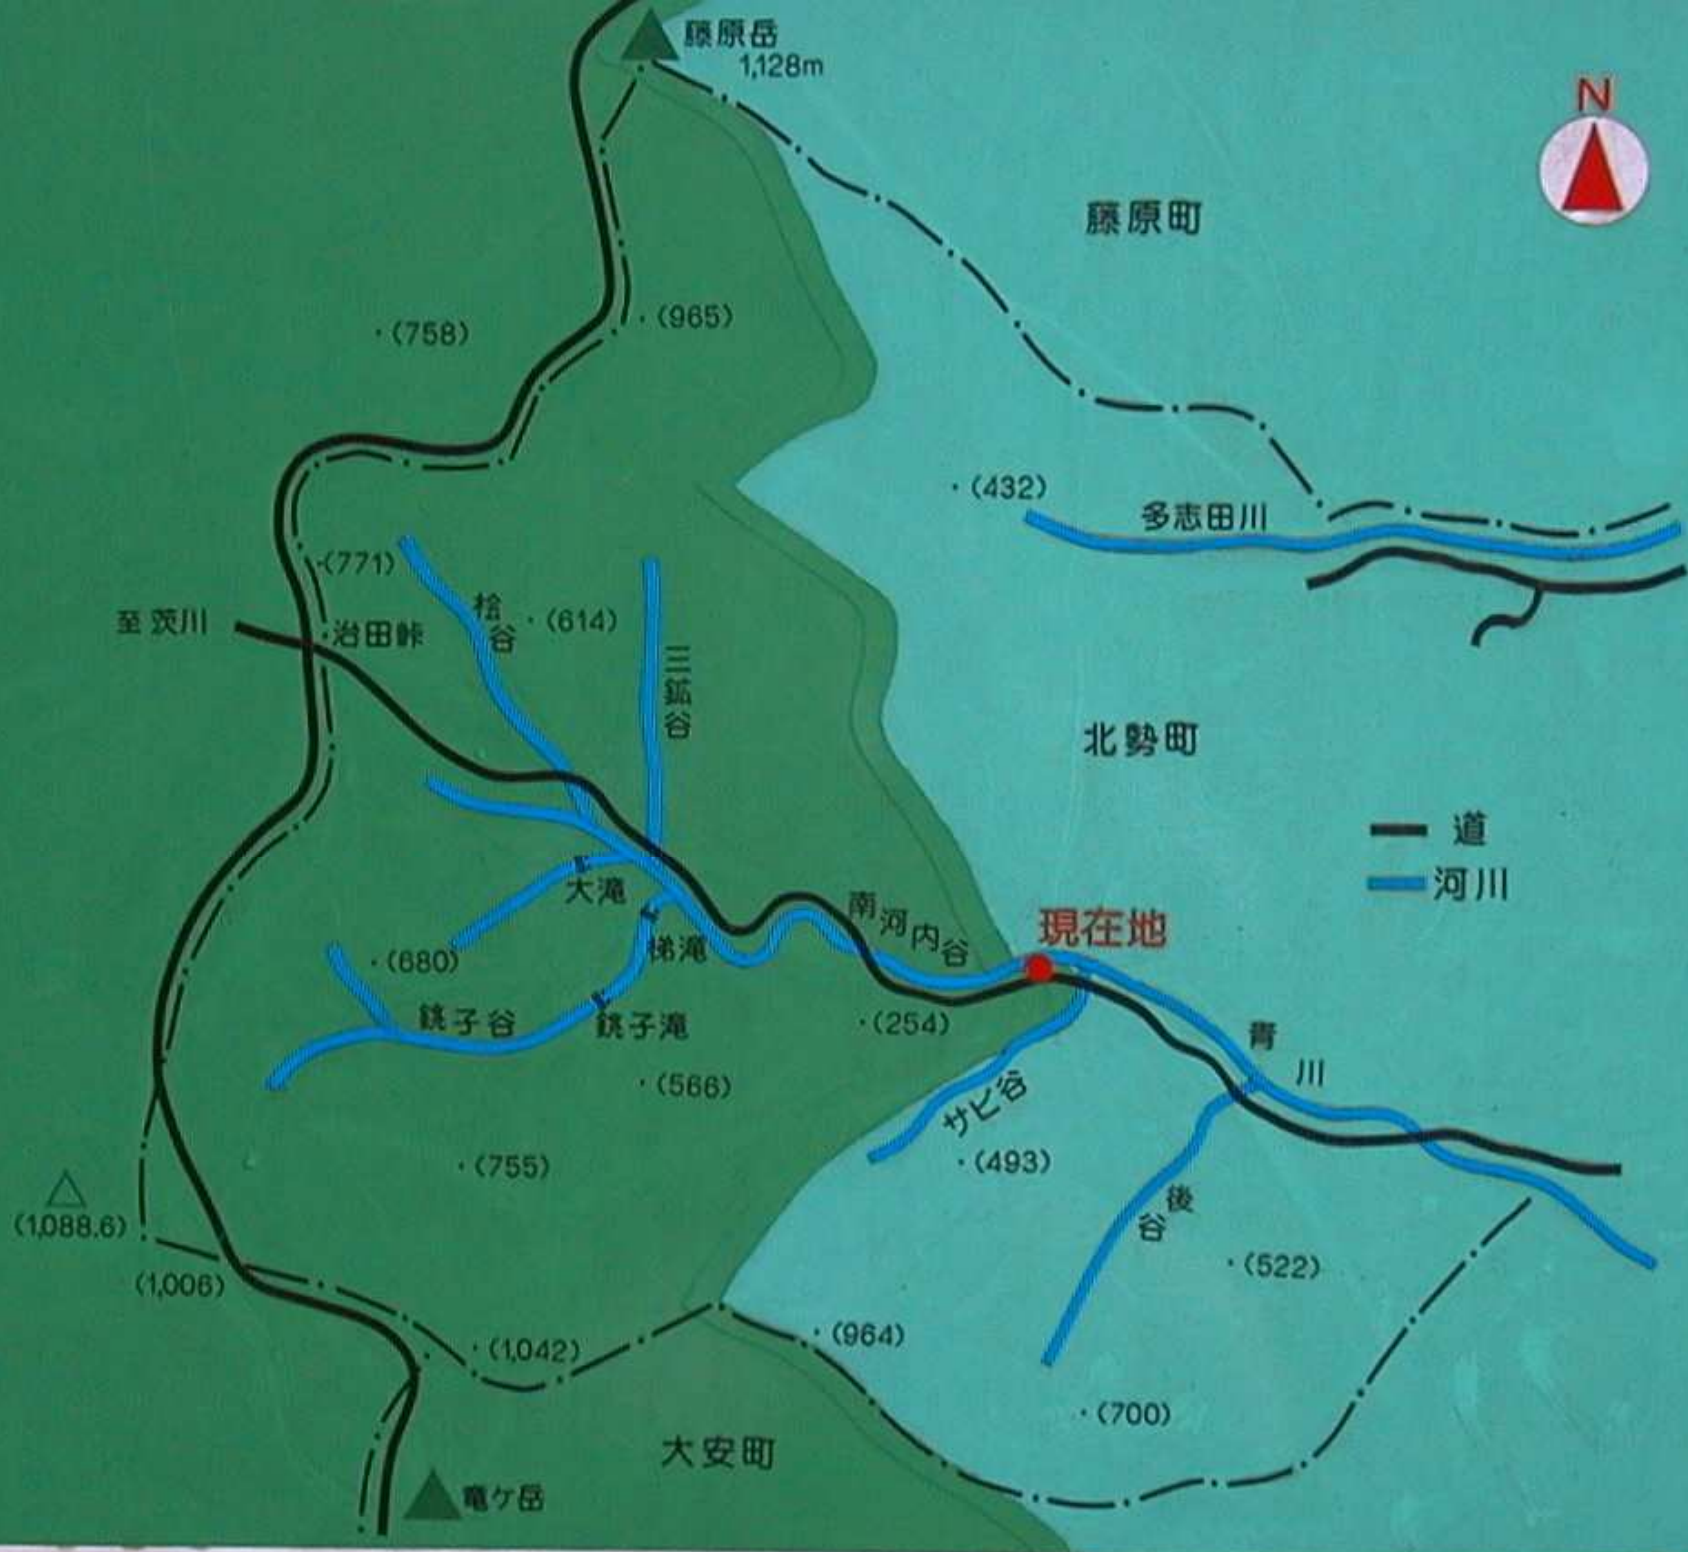 藤原岳
1,128m
N
藤原町
(758)
(965)
(432)
多志田川
(771)
至茨川
治田峠
桧谷
(614)
三鉱谷
北勢町
道
河川
大滝
南河内谷
現在地
梯滝
(680)
銚子谷
銚子滝
(254)
青川
(566)
サヒ谷
(755)
(493)
(1,088.6)
後谷
(1,006)
(522)
(1,042)
(964)
(700)
大安町
竜ケ岳